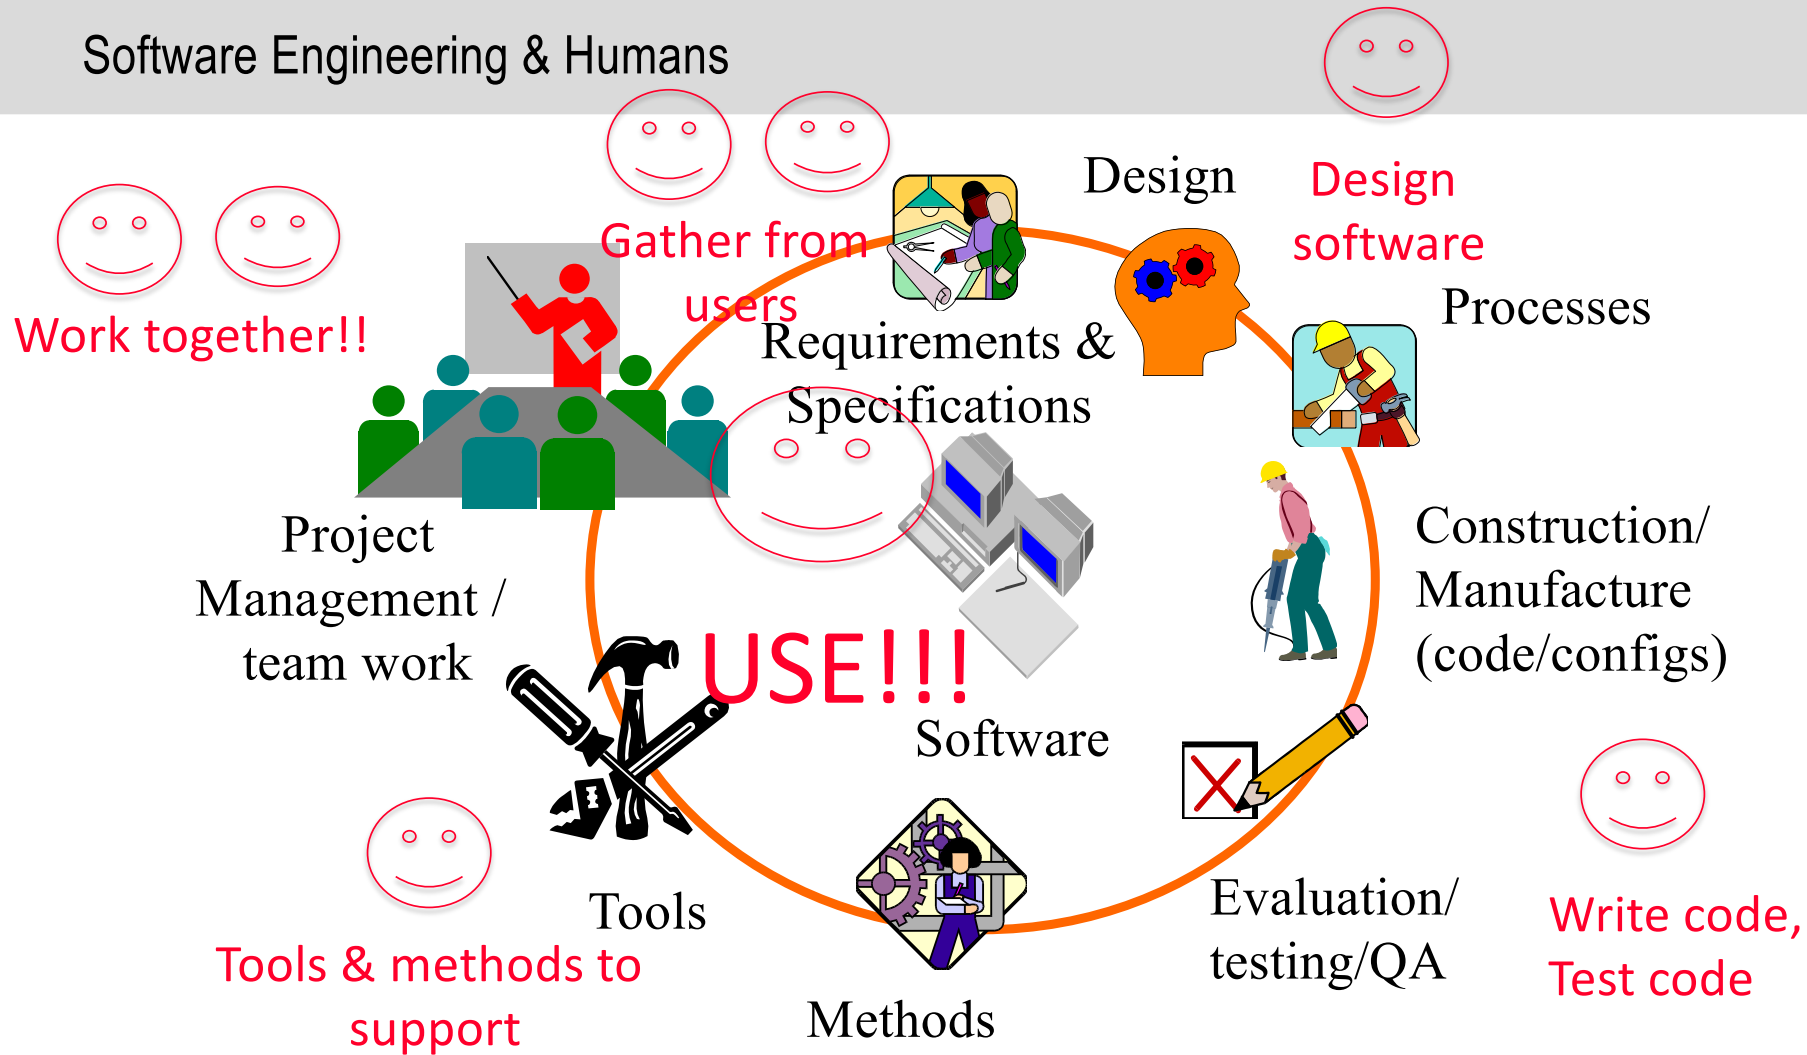 Software Engineering & Humans
Design
Design
software
Gather from
users
Work together!!
Processes
Requirements &
Specifications
Project
Management /
team work
Construction/
Manufacture
(code/configs)
USE!!!
Software
Tools
Evaluation/
testing/QA
Write code,
Test code
Tools & methods to
support
Methods